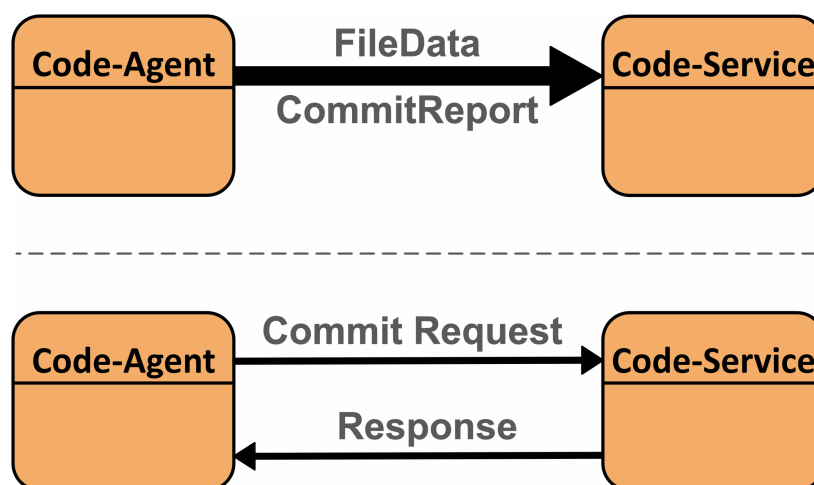 FileData
Code-Agent
Code-Service
CommitReport
Commit Request
Code-Agent
Code-Service
Response